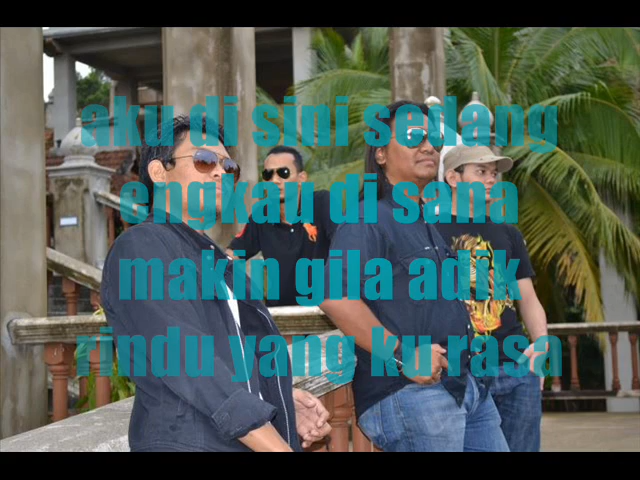 aku di sini sedang
engkau di sana
makin gila adik
rindu yang ku rasa